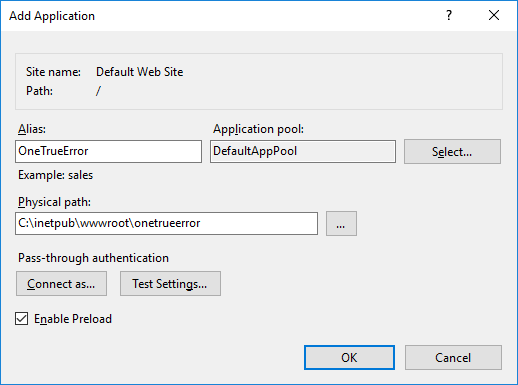 Add Application
?
Site name: Default Web Site
Path: /
Alias:
Application pool:
OneTrueError
DefaultAppPool
Select...
Example: sales
Physical path:
C:\inetpub\wwwroot\onetrueerror
...
Pass-through authentication
Connect as...
Test Settings...
Enable Preload
OK
Cancel